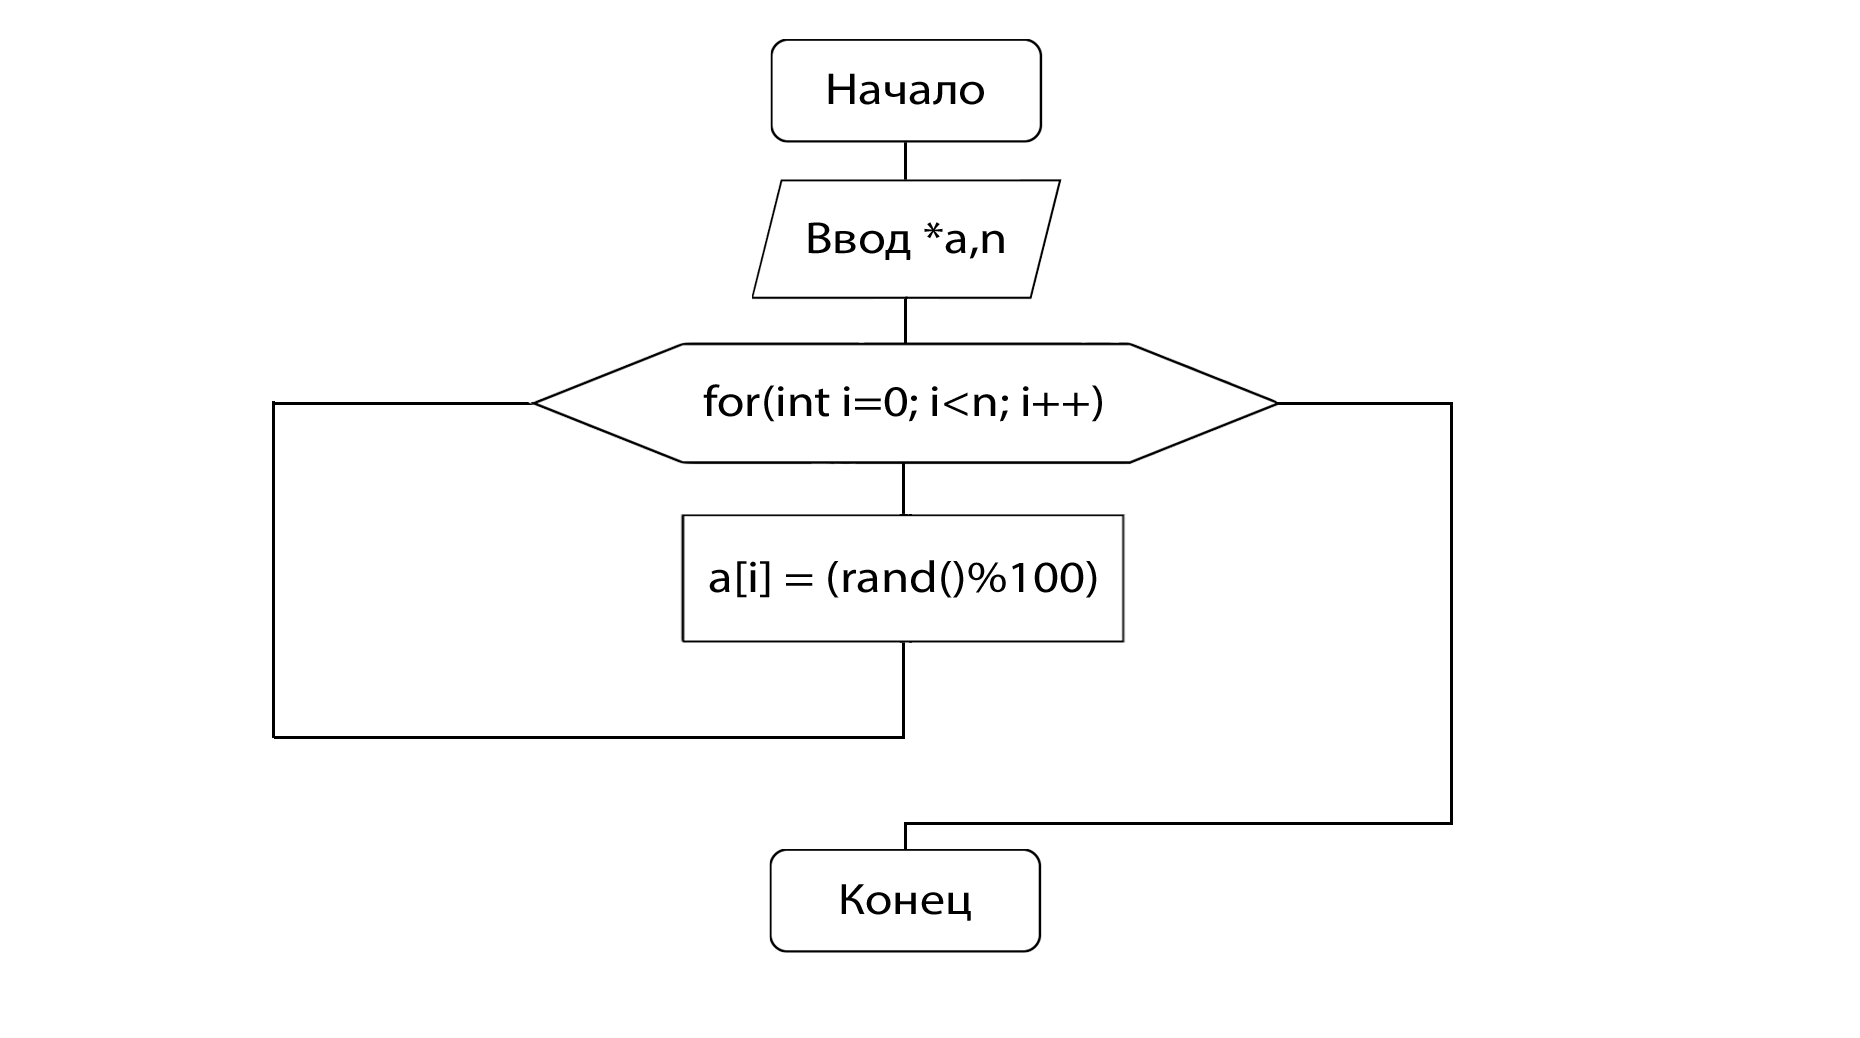 Начало
Ввод *a,n
for(int i=0; i<n; i++)
a[i] = (rand()%100)
Конец